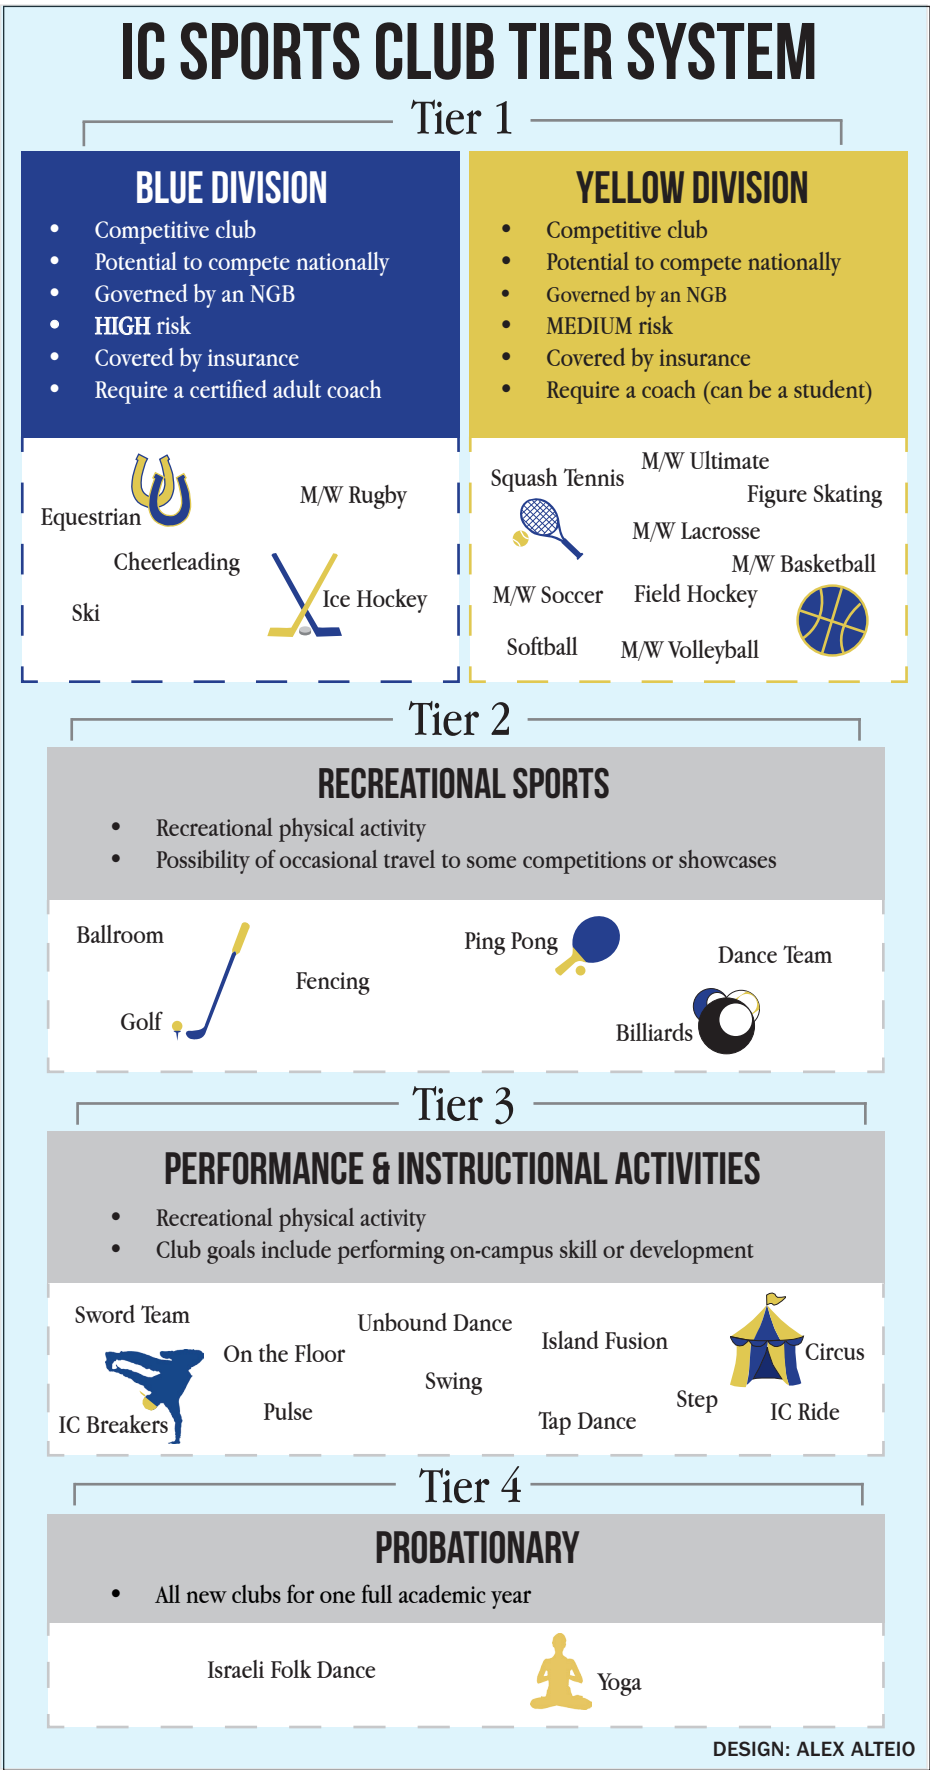 IC SPORTS CLUB TIER SYSTEM
Tier 1
BLUE DIVISION
• Competitive club
• Potential to compete nationally
• Governed by an NGB
• HIGH risk
• Covered by insurance
• Require a certified adult coach
YELLOW DIVISION
• Competitive club
• Potential to compete nationally
• Governed by an NGB
• MEDIUM risk
• Covered by insurance
• Require a coach (can be a student)
M/W Rugby
Equestrian
Cheerleading
Ice Hockey
Ski
M/W Ultimate
Squash Tennis
Figure Skating
M/W Lacrosse
M/W Basketball
M/W Soccer
Field Hockey
Softball
M/W Volleyball
Tier 2
RECREATIONAL SPORTS
• Recreational physical activity
• Possibility of occasional travel to some competitions or showcases
Ballroom
Ping Pong
Dance Team
Fencing
Golf
Billiards
Tier 3
PERFORMANCE & INSTRUCTIONAL ACTIVITIES
• Recreational physical activity
• Club goals include performing on-campus skill or development
Sword Team
Unbound Dance
Island Fusion
On the Floor
Circus
Swing
Step
Pulse
IC Ride
Tap Dance
IC Breakers
Tier 4
PROBATIONARY
• All new clubs for one full academic year
Israeli Folk Dance
Yoga
DESIGN: ALEX ALTEIO